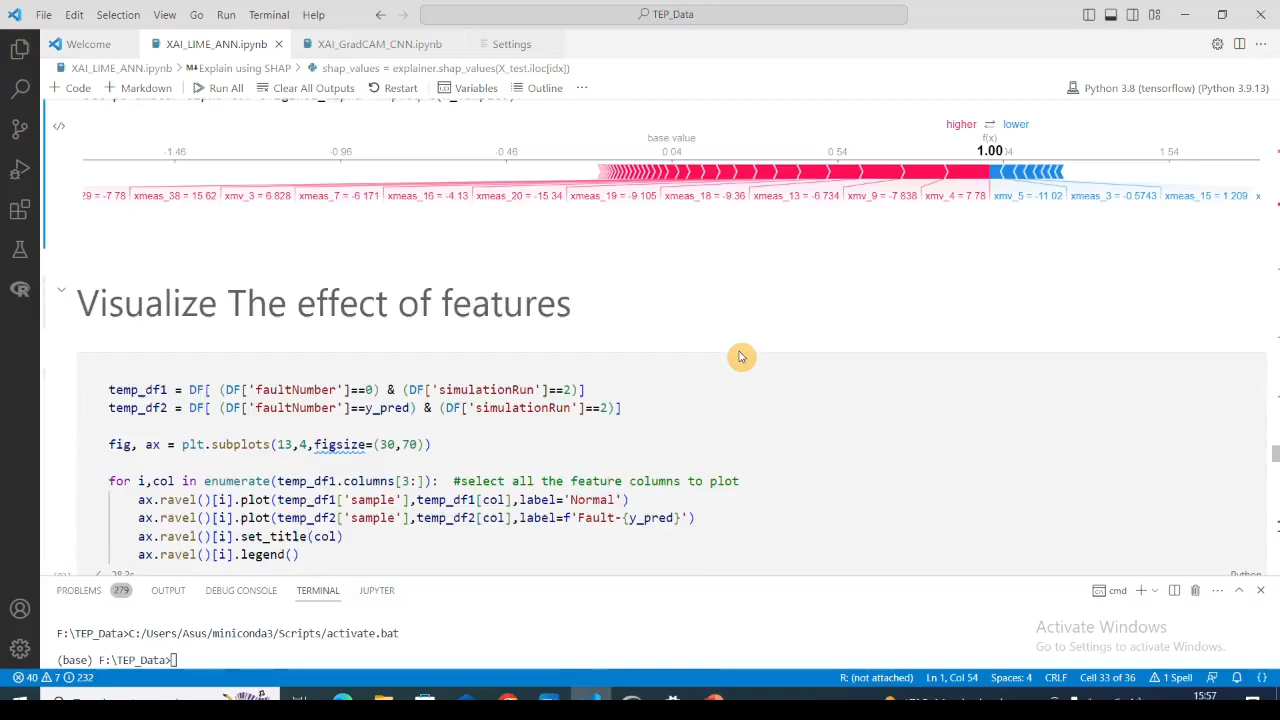 File Edit Selection View Go Run Terminal Help TEP_Data
Welcome XAI_LIME_ANN.ipynb XAI_GradCAM_CNN.ipynb Settings
XAI_LIME_ANN.ipynb > Explain using SHAP > shap_values = explainer.shap_values(X_test.iloc[idx])
+ Code + Markdown Run All Clear All Outputs Restart Variables Outline ... Python 3.8 (tensorflow) (Python 3.9.13)
higher lower
base value f(x)
-1.46 -0.96 -0.46 0.04 0.54 1.00 1.54
29 = -7.78 xmeas_38 = 15.62 xmv_3 = 6.828 xmeas_7 = -6.171 xmeas_16 = -4.13 xmeas_20 = -15.34 xmeas_19 = -9.105 xmeas_18 = -9.36 xmeas_13 = -6.734 xmv_9 = -7.838 xmv_4 = 7.78 xmv_5 = -11.02 xmeas_3 = -0.5743 xmeas_15 = 1.209
Visualize The effect of features
temp_df1 = DF[ (DF['faultNumber']==0) & (DF['simulationRun']==2)]
temp_df2 = DF[ (DF['faultNumber']==y_pred) & (DF['simulationRun']==2)]
fig, ax = plt.subplots(13,4,figsize=(30,70))
for i,col in enumerate(temp_df1.columns[3:]): #select all the feature columns to plot
ax.ravel()[i].plot(temp_df1['sample'],temp_df1[col],label='Normal')
ax.ravel()[i].plot(temp_df2['sample'],temp_df2[col],label=f'Fault-{y_pred}')
ax.ravel()[i].set_title(col)
ax.ravel()[i].legend()
PROBLEMS 279 OUTPUT DEBUG CONSOLE TERMINAL JUPYTER cmd
F:\TEP_Data>C:/Users/Asus/miniconda3/Scripts/activate.bat
Activate Windows
Go to Settings to activate Windows.
(base) F:\TEP_Data>
40 7 232 R: (not attached) Ln 1, Col 54 Spaces: 4 CRLF Cell 33 of 36 1 Spell
15:57